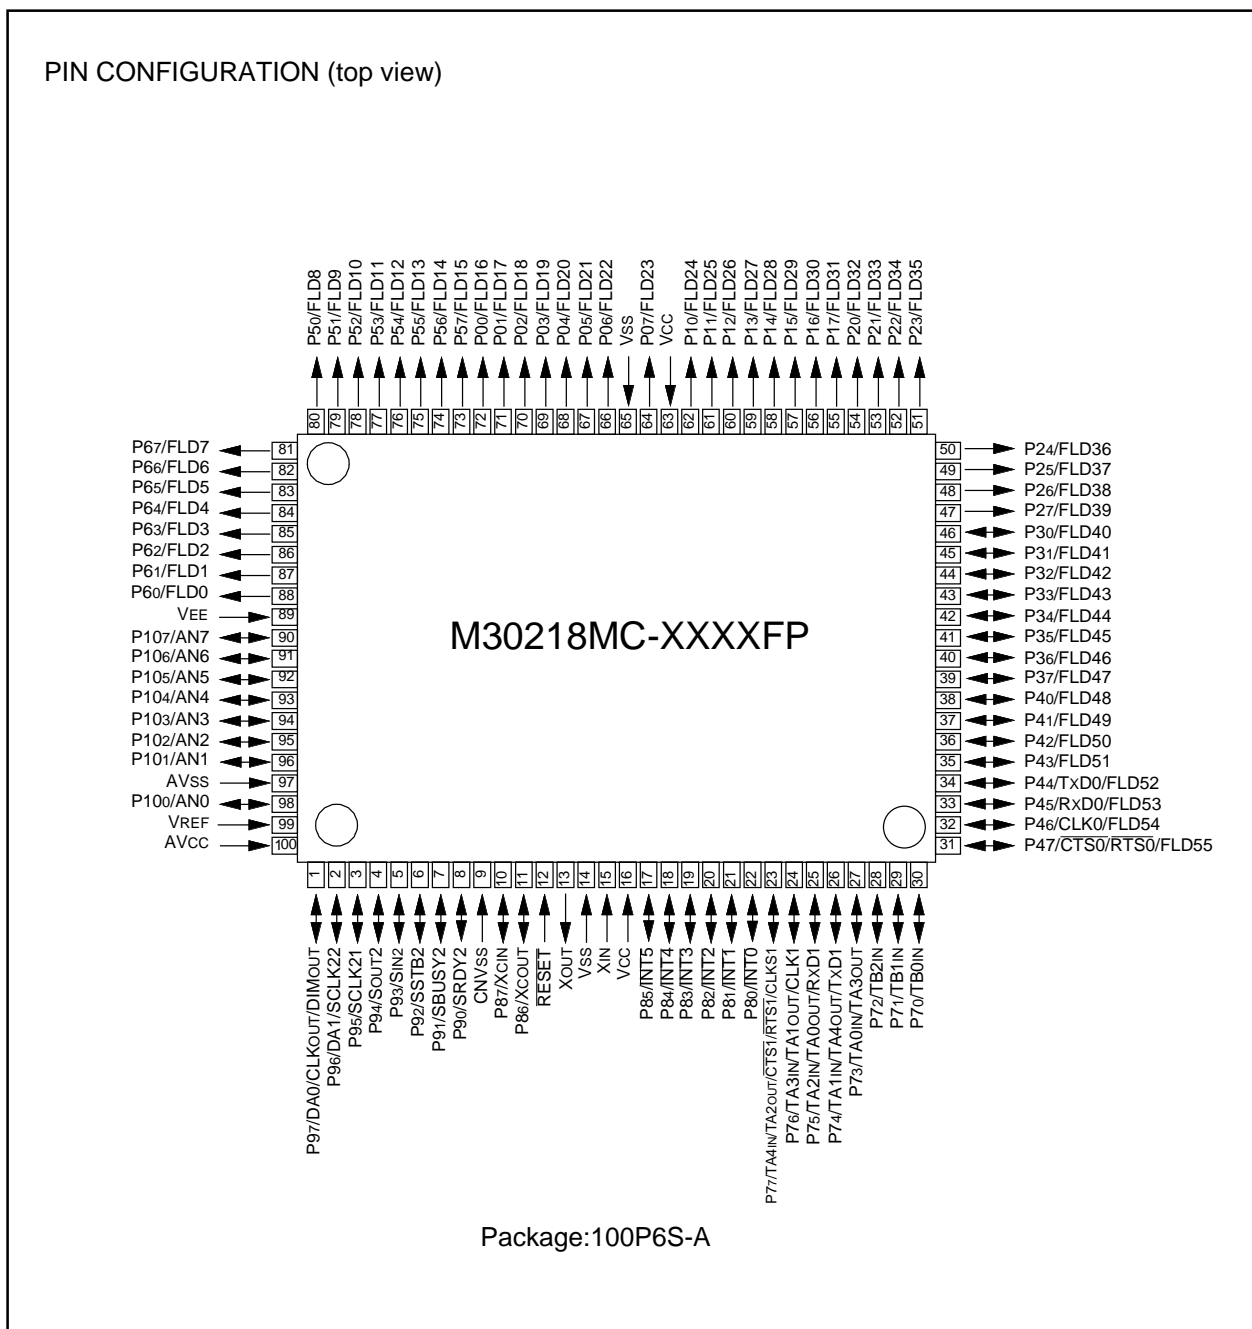 PIN CONFIGURATION (top view)
P50/FLD8
P51/FLD9
P52/FLD10
P53/FLD11
P54/FLD12
P55/FLD13
P56/FLD14
P57/FLD15
P00/FLD16
P01/FLD17
P02/FLD18
P03/FLD19
P04/FLD20
P05/FLD21
P06/FLD22
VSS
P07/FLD23
VCC
P10/FLD24
P11/FLD25
P12/FLD26
P13/FLD27
P14/FLD28
P15/FLD29
P16/FLD30
P17/FLD31
P20/FLD32
P21/FLD33
P22/FLD34
P23/FLD35
80 79 78 77 76 75 74 73 72 71 70 69 68 67 66 65 64 63 62 61 60 59 58 57 56 55 54 53 52 51
P67/FLD7 81
P66/FLD6 82
P65/FLD5 83
P64/FLD4 84
P63/FLD3 85
P62/FLD2 86
P61/FLD1 87
P60/FLD0 88
VEE 89
P107/AN7 90
P106/AN6 91
P105/AN5 92
P104/AN4 93
P103/AN3 94
P102/AN2 95
P101/AN1 96
AVSS 97
P100/AN0 98
VREF 99
AVCC 100
M30218MC-XXXXFP
50 P24/FLD36
49 P25/FLD37
48 P26/FLD38
47 P27/FLD39
46 P30/FLD40
45 P31/FLD41
44 P32/FLD42
43 P33/FLD43
42 P34/FLD44
41 P35/FLD45
40 P36/FLD46
39 P37/FLD47
38 P40/FLD48
37 P41/FLD49
36 P42/FLD50
35 P43/FLD51
34 P44/TXD0/FLD52
33 P45/RXD0/FLD53
32 P46/CLK0/FLD54
31 P47/CTS0/RTS0/FLD55
1 2 3 4 5 6 7 8 9 10 11 12 13 14 15 16 17 18 19 20 21 22 23 24 25 26 27 28 29 30
P97/DA0/CLKOUT/DIMOUT
P96/DA1/SCLK22
P95/SCLK21
P94/SOUT2
P93/SIN2
P92/SSTB2
P91/SBUSY2
P90/SRDY2
CNVSS
P87/XCIN
P86/XCOUT
RESET
XOUT
VSS
XIN
VCC
P85/INT5
P84/INT4
P83/INT3
P82/INT2
P81/INT1
P80/INT0
P77/TA4IN/TA2OUT/CTS1/RTS1/CLKS1
P76/TA3IN/TA1OUT/CLK1
P75/TA2IN/TA0OUT/RXD1
P74/TA1IN/TA4OUT/TXD1
P73/TA0IN/TA3OUT
P72/TB2IN
P71/TB1IN
P70/TB0IN
Package:100P6S-A